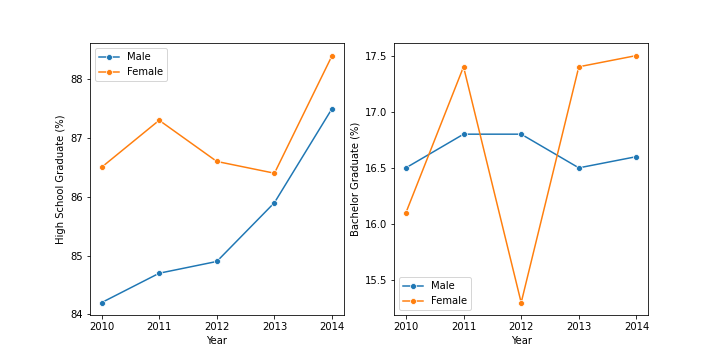 Male
Female
High School Graduate (%)
88
87
86
85
84
2010
2011
2012
2013
2014
Year
Bachelor Graduate (%)
17.5
17.0
16.5
16.0
15.5
Male
Female
2010
2011
2012
2013
2014
Year